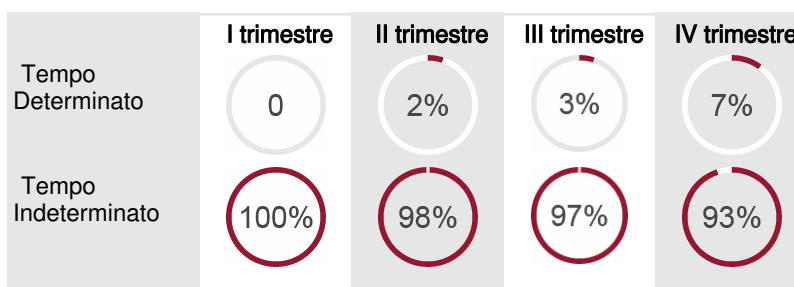 I trimestre II trimestre III trimestre IV trimestre
Tempo
Determinato
0 2% 3% 7%
Tempo
Indeterminato
100% 98% 97% 93%